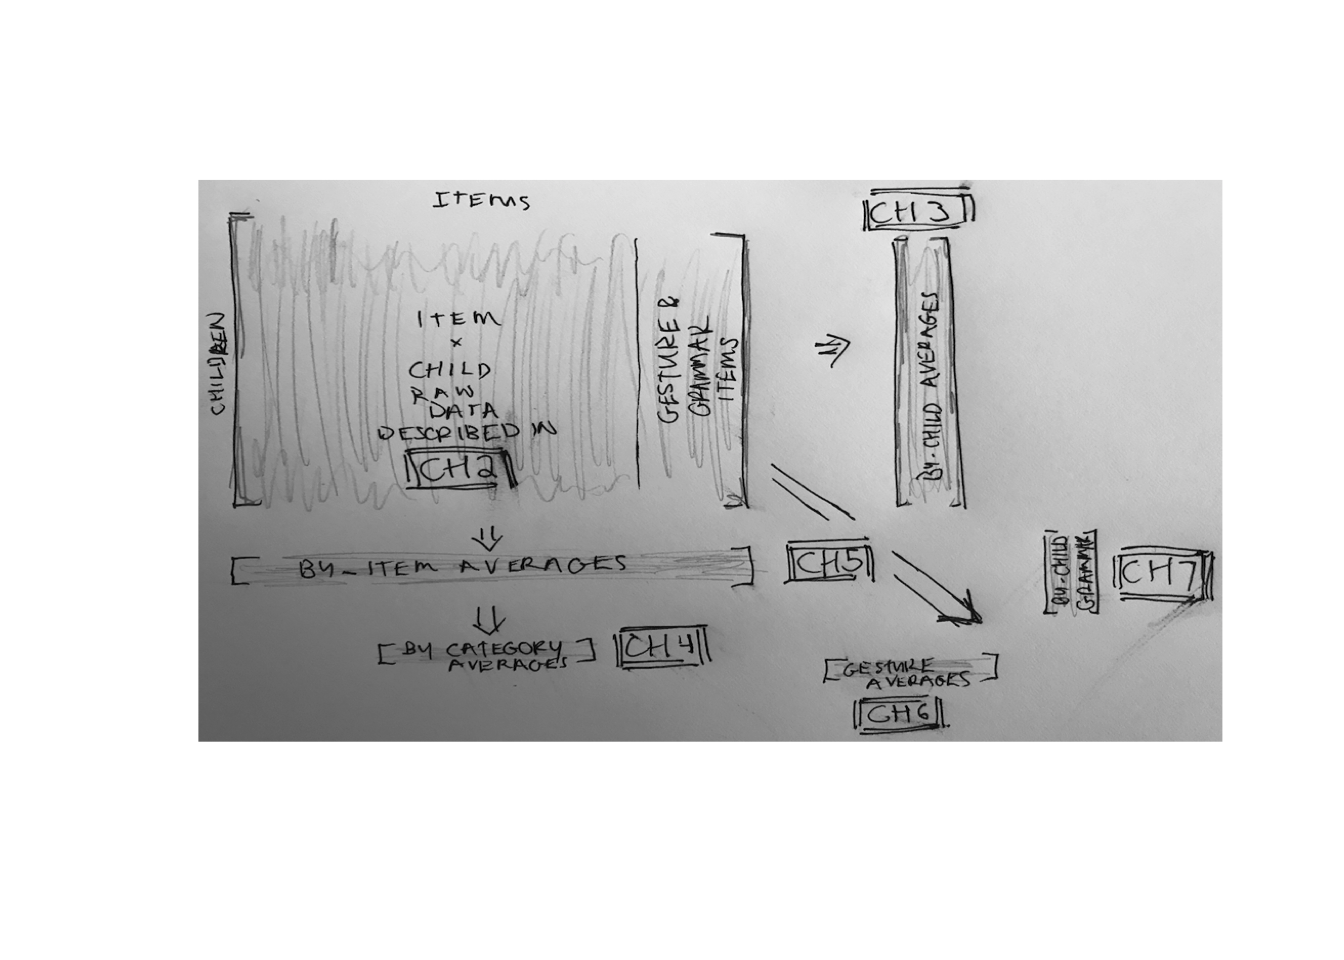 ITEMS
CHILDREN
ITEM
×
CHILD
RAW
DATA
DESCRIBED IN
CH2
GESTURE &
GRAMMAR
ITEMS
CH3
BY-CHILD AVERAGES
BY-ITEM AVERAGES
BY CATEGORY
AVERAGES
CH4
CH5
GESTURE
AVERAGES
CH6
BY-CHILD
GRAMMR
CH7